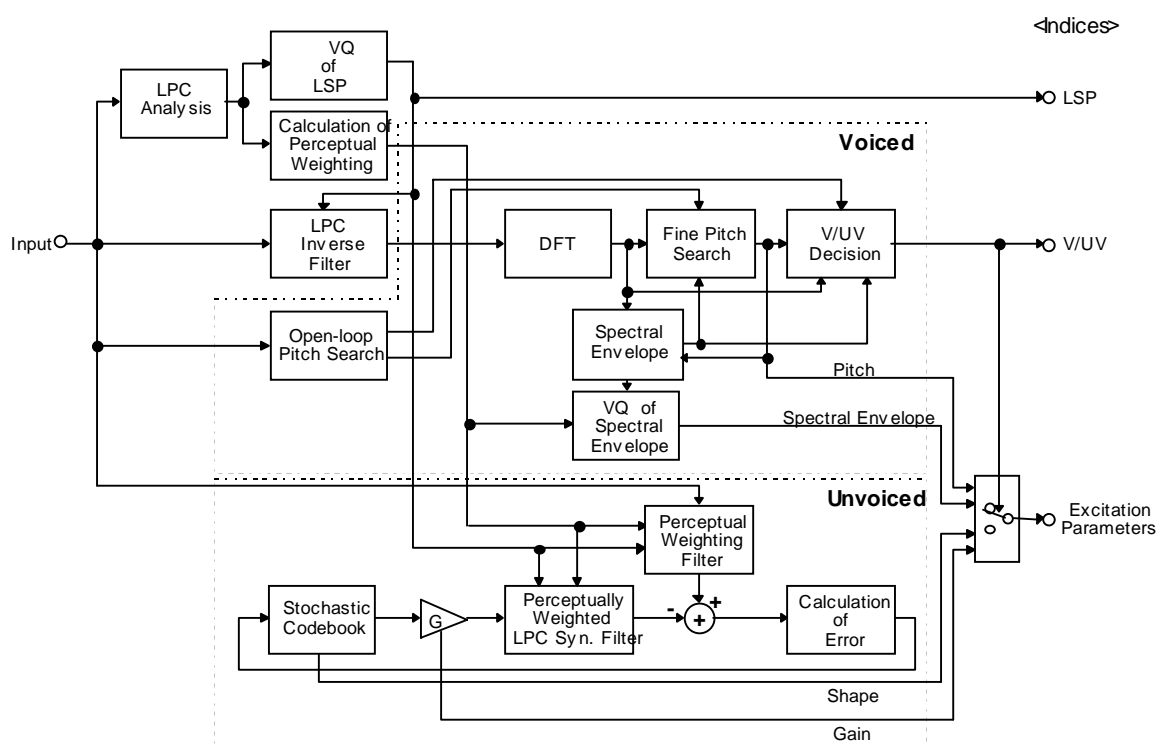 <Indices>
VQ
of
LSP
LPC
Analysis
LSP
Calculation of
Perceptual
Weighting
Voiced
Input
LPC
Inverse
Filter
DFT
Fine Pitch
Search
V/UV
Decision
V/UV
Open-loop
Pitch Search
Spectral
Envelope
Pitch
VQ of
Spectral
Envelope
Spectral Envelope
Unvoiced
Perceptual
Weighting
Filter
Excitation
Parameters
Stochastic
Codebook
G
Perceptually
Weighted
LPC Syn. Filter
-
+
+
Calculation
of
Error
Shape
Gain